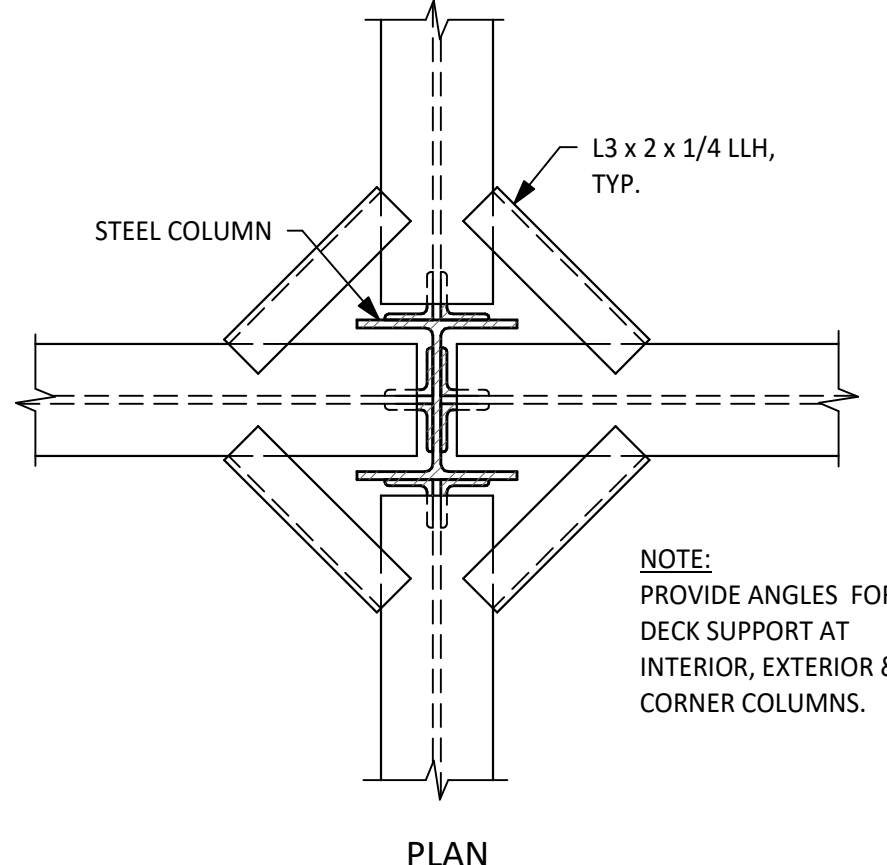 L3 x 2 x 1/4 LLH,
TYP.
STEEL COLUMN
NOTE:
PROVIDE ANGLES FOR
DECK SUPPORT AT
INTERIOR, EXTERIOR &
CORNER COLUMNS.
PLAN